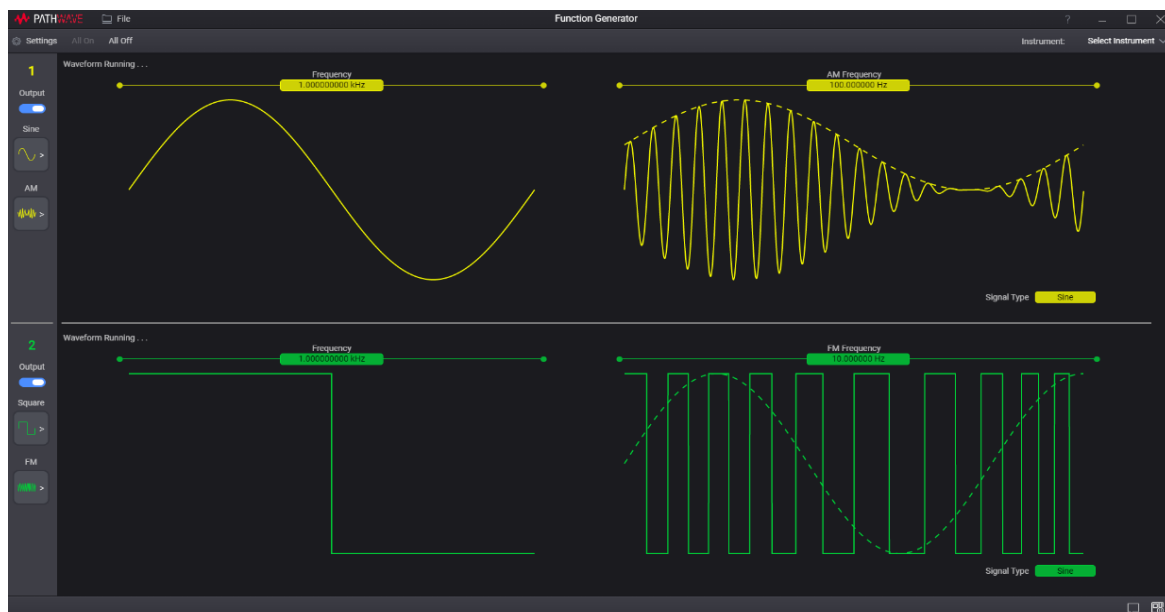 PATHWAVE File Function Generator ?
Settings All On All Off Instrument: Select Instrument
1
Output
Sine
AM
Waveform Running . . .
Frequency
1.000000000 kHz
AM Frequency
100.000000 Hz
Signal Type Sine
2
Output
Square
FM
Waveform Running . . .
Frequency
1.000000000 kHz
FM Frequency
10.000000 Hz
Signal Type Sine